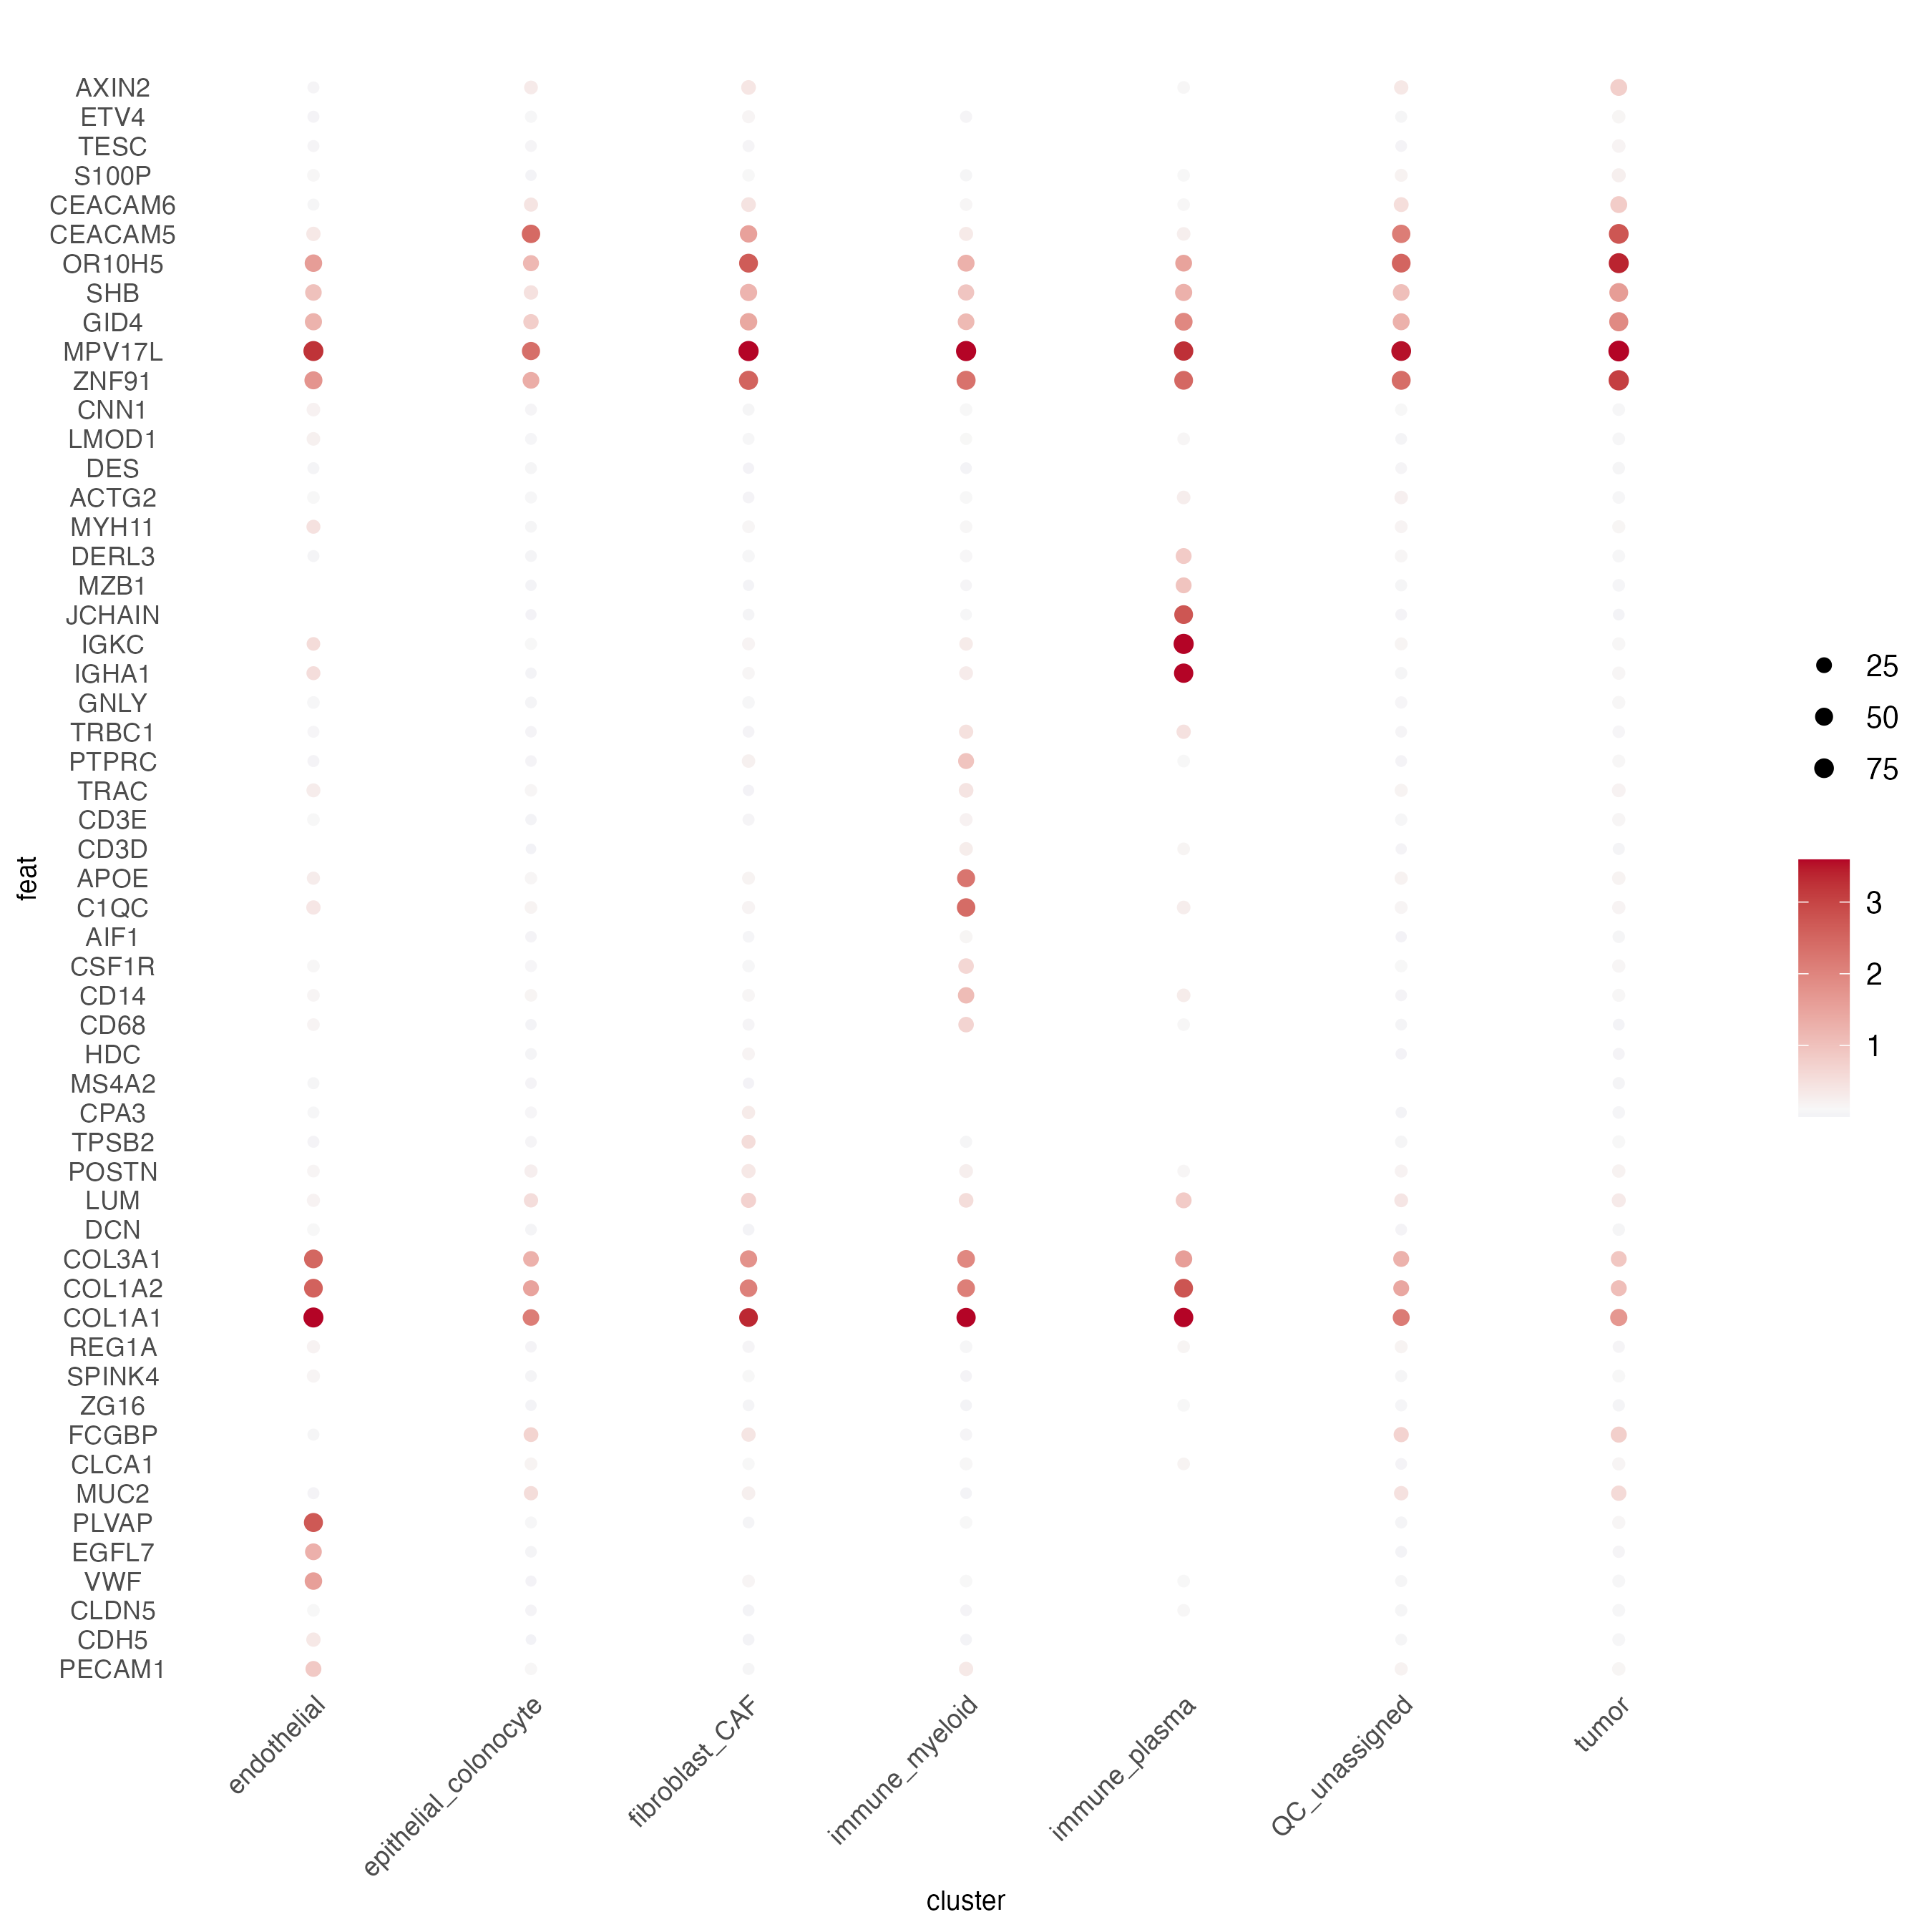 AXIN2
ETV4
TESC
S100P
CEACAM6
CEACAM5
OR10H5
SHB
GID4
MPV17L
ZNF91
CNN1
LMOD1
DES
ACTG2
MYH11
DERL3
MZB1
JCHAIN
IGKC
IGHA1
GNLY
TRBC1
PTPRC
TRAC
CD3E
CD3D
APOE
C1QC
AIF1
CSF1R
CD14
CD68
HDC
MS4A2
CPA3
TPSB2
POSTN
LUM
DCN
COL3A1
COL1A2
COL1A1
REG1A
SPINK4
ZG16
FCGBP
CLCA1
MUC2
PLVAP
EGFL7
VWF
CLDN5
CDH5
PECAM1
feat
endothelial
epithelial_colonocyte
fibroblast_CAF
immune_myeloid
immune_plasma
QC_unassigned
tumor
cluster
25
50
75
3
2
1